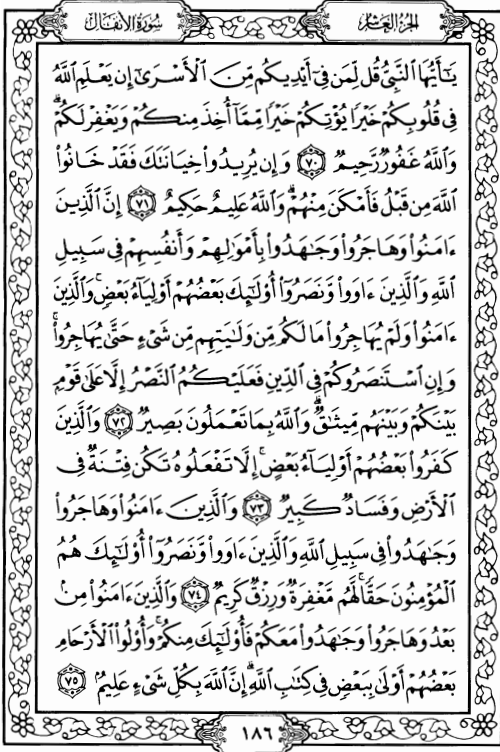 الجزء العاشر
سورة الأنفال
يَـٰٓأَيُّهَا ٱلنَّبِىُّ قُل لِّمَن فِىٓ أَيْدِيكُم مِّنَ ٱلْأَسْرَىٰٓ إِن يَعْلَمِ ٱللَّهُ
فِى قُلُوبِكُمْ خَيْرًا يُؤْتِكُمْ خَيْرًا مِّمَّآ أُخِذَ مِنكُمْ وَيَغْفِرْ لَكُمْ ۗ
وَٱللَّهُ غَفُورٌ رَّحِيمٌ ٧٠ وَإِن يُرِيدُوا۟ خِيَانَتَكَ فَقَدْ خَانُوا۟
ٱللَّهَ مِن قَبْلُ فَأَمْكَنَ مِنْهُمْ ۗ وَٱللَّهُ عَلِيمٌ حَكِيمٌ ٧١ إِنَّ ٱلَّذِينَ
ءَامَنُوا۟ وَهَاجَرُوا۟ وَجَـٰهَدُوا۟ بِأَمْوَٰلِهِمْ وَأَنفُسِهِمْ فِى سَبِيلِ
ٱللَّهِ وَٱلَّذِينَ ءَاوَوا۟ وَّنَصَرُوٓا۟ أُو۟لَـٰٓئِكَ بَعْضُهُمْ أَوْلِيَآءُ بَعْضٍ ۚ وَٱلَّذِينَ
ءَامَنُوا۟ وَلَمْ يُهَاجِرُوا۟ مَا لَكُم مِّن وَلَـٰيَتِهِم مِّن شَىْءٍ حَتَّىٰ يُهَاجِرُوا۟ ۚ
وَإِنِ ٱسْتَنصَرُوكُمْ فِى ٱلدِّينِ فَعَلَيْكُمُ ٱلنَّصْرُ إِلَّا عَلَىٰ قَوْمٍۭ
بَيْنَكُمْ وَبَيْنَهُم مِّيثَـٰقٌ ۗ وَٱللَّهُ بِمَا تَعْمَلُونَ بَصِيرٌ ٧٢ وَٱلَّذِينَ
كَفَرُوا۟ بَعْضُهُمْ أَوْلِيَآءُ بَعْضٍ ۚ إِلَّا تَفْعَلُوهُ تَكُن فِتْنَةٌ فِى
ٱلْأَرْضِ وَفَسَادٌ كَبِيرٌ ٧٣ وَٱلَّذِينَ ءَامَنُوا۟ وَهَاجَرُوا۟
وَجَـٰهَدُوا۟ فِى سَبِيلِ ٱللَّهِ وَٱلَّذِينَ ءَاوَوا۟ وَّنَصَرُوٓا۟ أُو۟لَـٰٓئِكَ هُمُ
ٱلْمُؤْمِنُونَ حَقًّا ۚ لَّهُم مَّغْفِرَةٌ وَرِزْقٌ كَرِيمٌ ٧٤ وَٱلَّذِينَ ءَامَنُوا۟ مِنۢ
بَعْدُ وَهَاجَرُوا۟ وَجَـٰهَدُوا۟ مَعَكُمْ فَأُو۟لَـٰٓئِكَ مِنكُمْ ۚ وَأُو۟لُوا۟ ٱلْأَرْحَامِ
بَعْضُهُمْ أَوْلَىٰ بِبَعْضٍ فِى كِتَـٰبِ ٱللَّهِ ۗ إِنَّ ٱللَّهَ بِكُلِّ شَىْءٍ عَلِيمٌۢ ٧٥
١٨٦